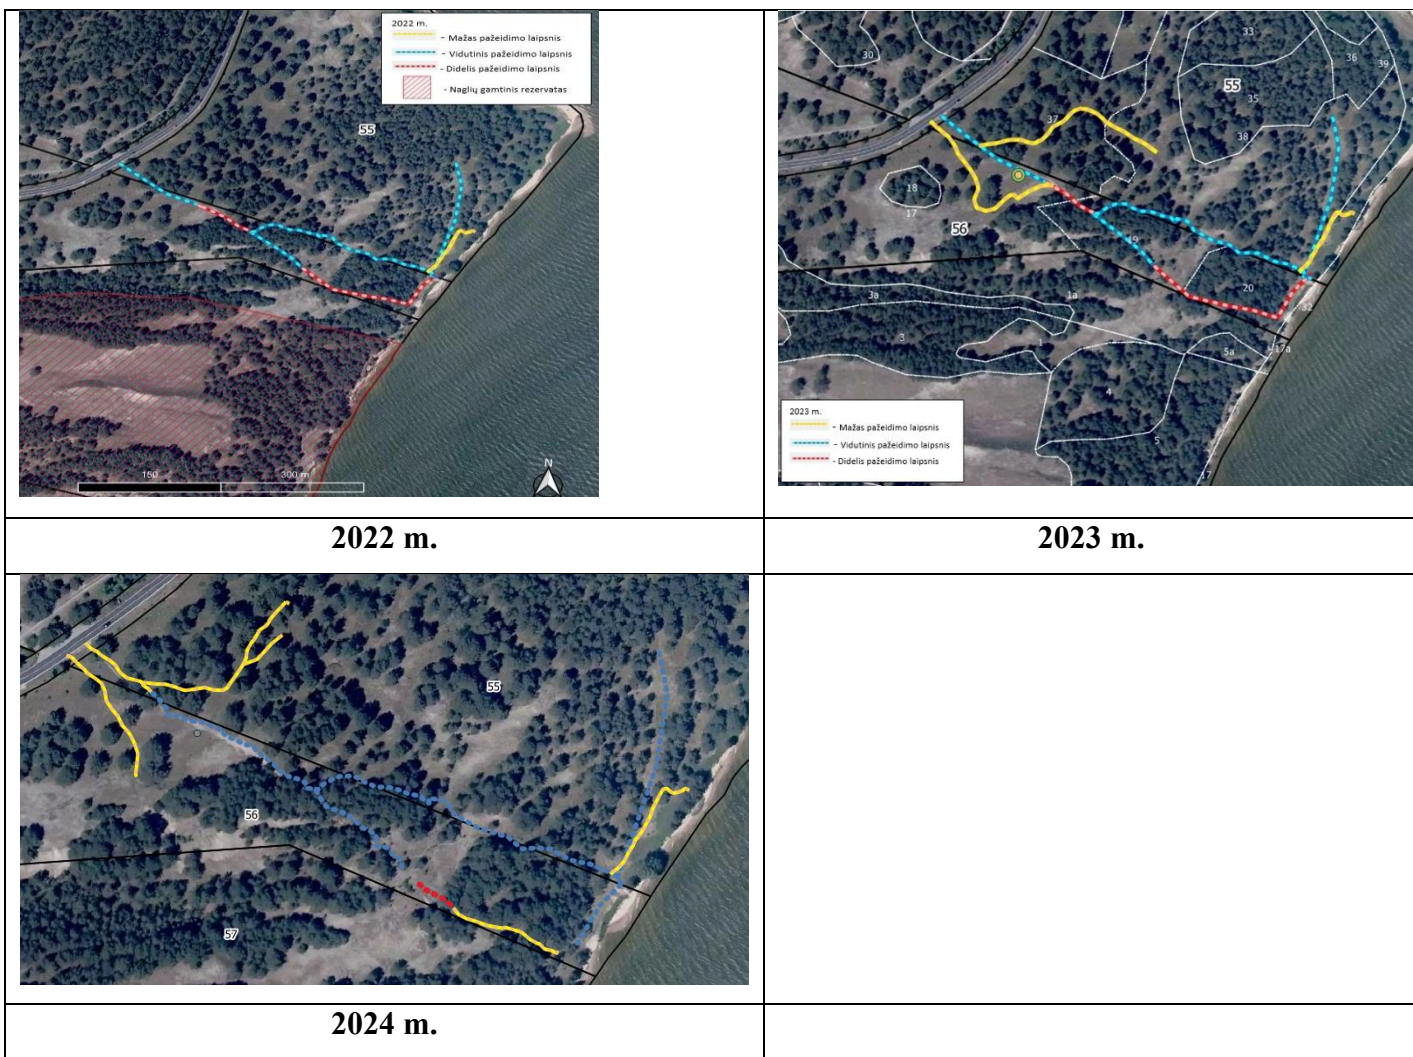 2022 m.
- Mažas pažeidimo laipsnis
- Vidutinis pažeidimo laipsnis
- Didelis pažeidimo laipsnis
- Naglių gamtinis rezervatas
55
150
300 m
N
33
30
36
39
55
35
37
38
18
17
56
19
20
3a
1a
32
3
1
5a
17a
4
5
17
2023 m.
- Mažas pažeidimo laipsnis
- Vidutinis pažeidimo laipsnis
- Didelis pažeidimo laipsnis
2022 m.
2023 m.
55
56
57
2024 m.